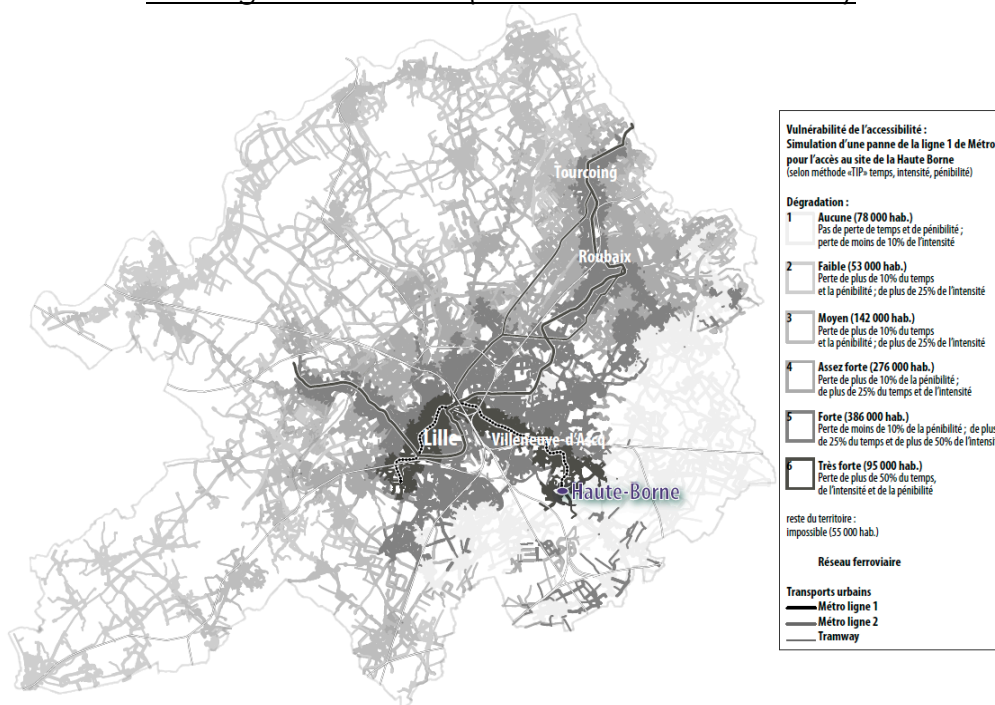 Tourcoing
Roubaix
Lille
Villeneuve-d'Ascq
Haute-Borne
Vulnérabilité de l'accessibilité :
Simulation d'une panne de la ligne 1 de Métro
pour l'accès au site de la Haute Borne
(selon méthode «TIP» temps, intensité, pénibilité)
Dégradation :
1 Aucune (78 000 hab.)
Pas de perte de temps et de pénibilité ;
perte de moins de 10% de l'intensité
2 Faible (53 000 hab.)
Perte de plus de 10% du temps
et la pénibilité ; de plus de 25% de l'intensité
3 Moyen (142 000 hab.)
Perte de plus de 10% du temps
et la pénibilité ; de plus de 25% de l'intensité
4 Assez forte (276 000 hab.)
Perte de plus de 10% de la pénibilité ;
de plus de 25% du temps et de l'intensité
5 Forte (386 000 hab.)
Perte de moins de 10% de la pénibilité ; de plus
de 25% du temps et de plus de 50% de l'intensi
6 Très forte (95 000 hab.)
Perte de plus de 50% du temps,
de l'intensité et de la pénibilité
reste du territoire :
impossible (55 000 hab.)
Réseau ferroviaire
Transports urbains
Métro ligne 1
Métro ligne 2
Tramway